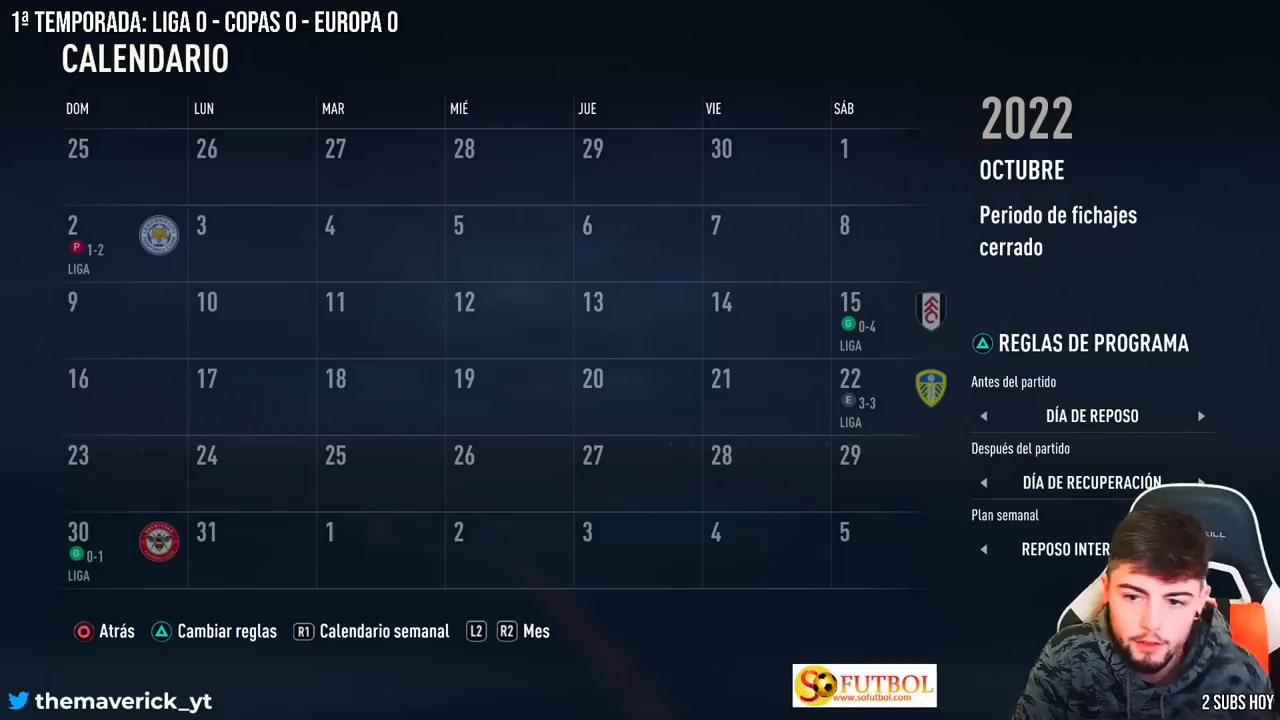 1ª TEMPORADA: LIGA 0 - COPAS 0 - EUROPA 0
CALENDARIO
DOM LUN MAR MIÉ JUE VIE SÁB
25 26 27 28 29 30 1
2 3 4 5 6 7 8
P 1-2
LIGA
9 10 11 12 13 14 15
G 0-4
LIGA
16 17 18 19 20 21 22
E 3-3
LIGA
23 24 25 26 27 28 29
30 31 1 2 3 4 5
G 0-1
LIGA
2022
OCTUBRE
Periodo de fichajes
cerrado
REGLAS DE PROGRAMA
Antes del partido
DÍA DE REPOSO
Después del partido
DÍA DE RECUPERACIÓN
Plan semanal
REPOSO INTER
Atrás Cambiar reglas R1 Calendario semanal L2 R2 Mes
SO FUTBOL
www.sofutbol.com
themaverick_yt
2 SUBS HOY